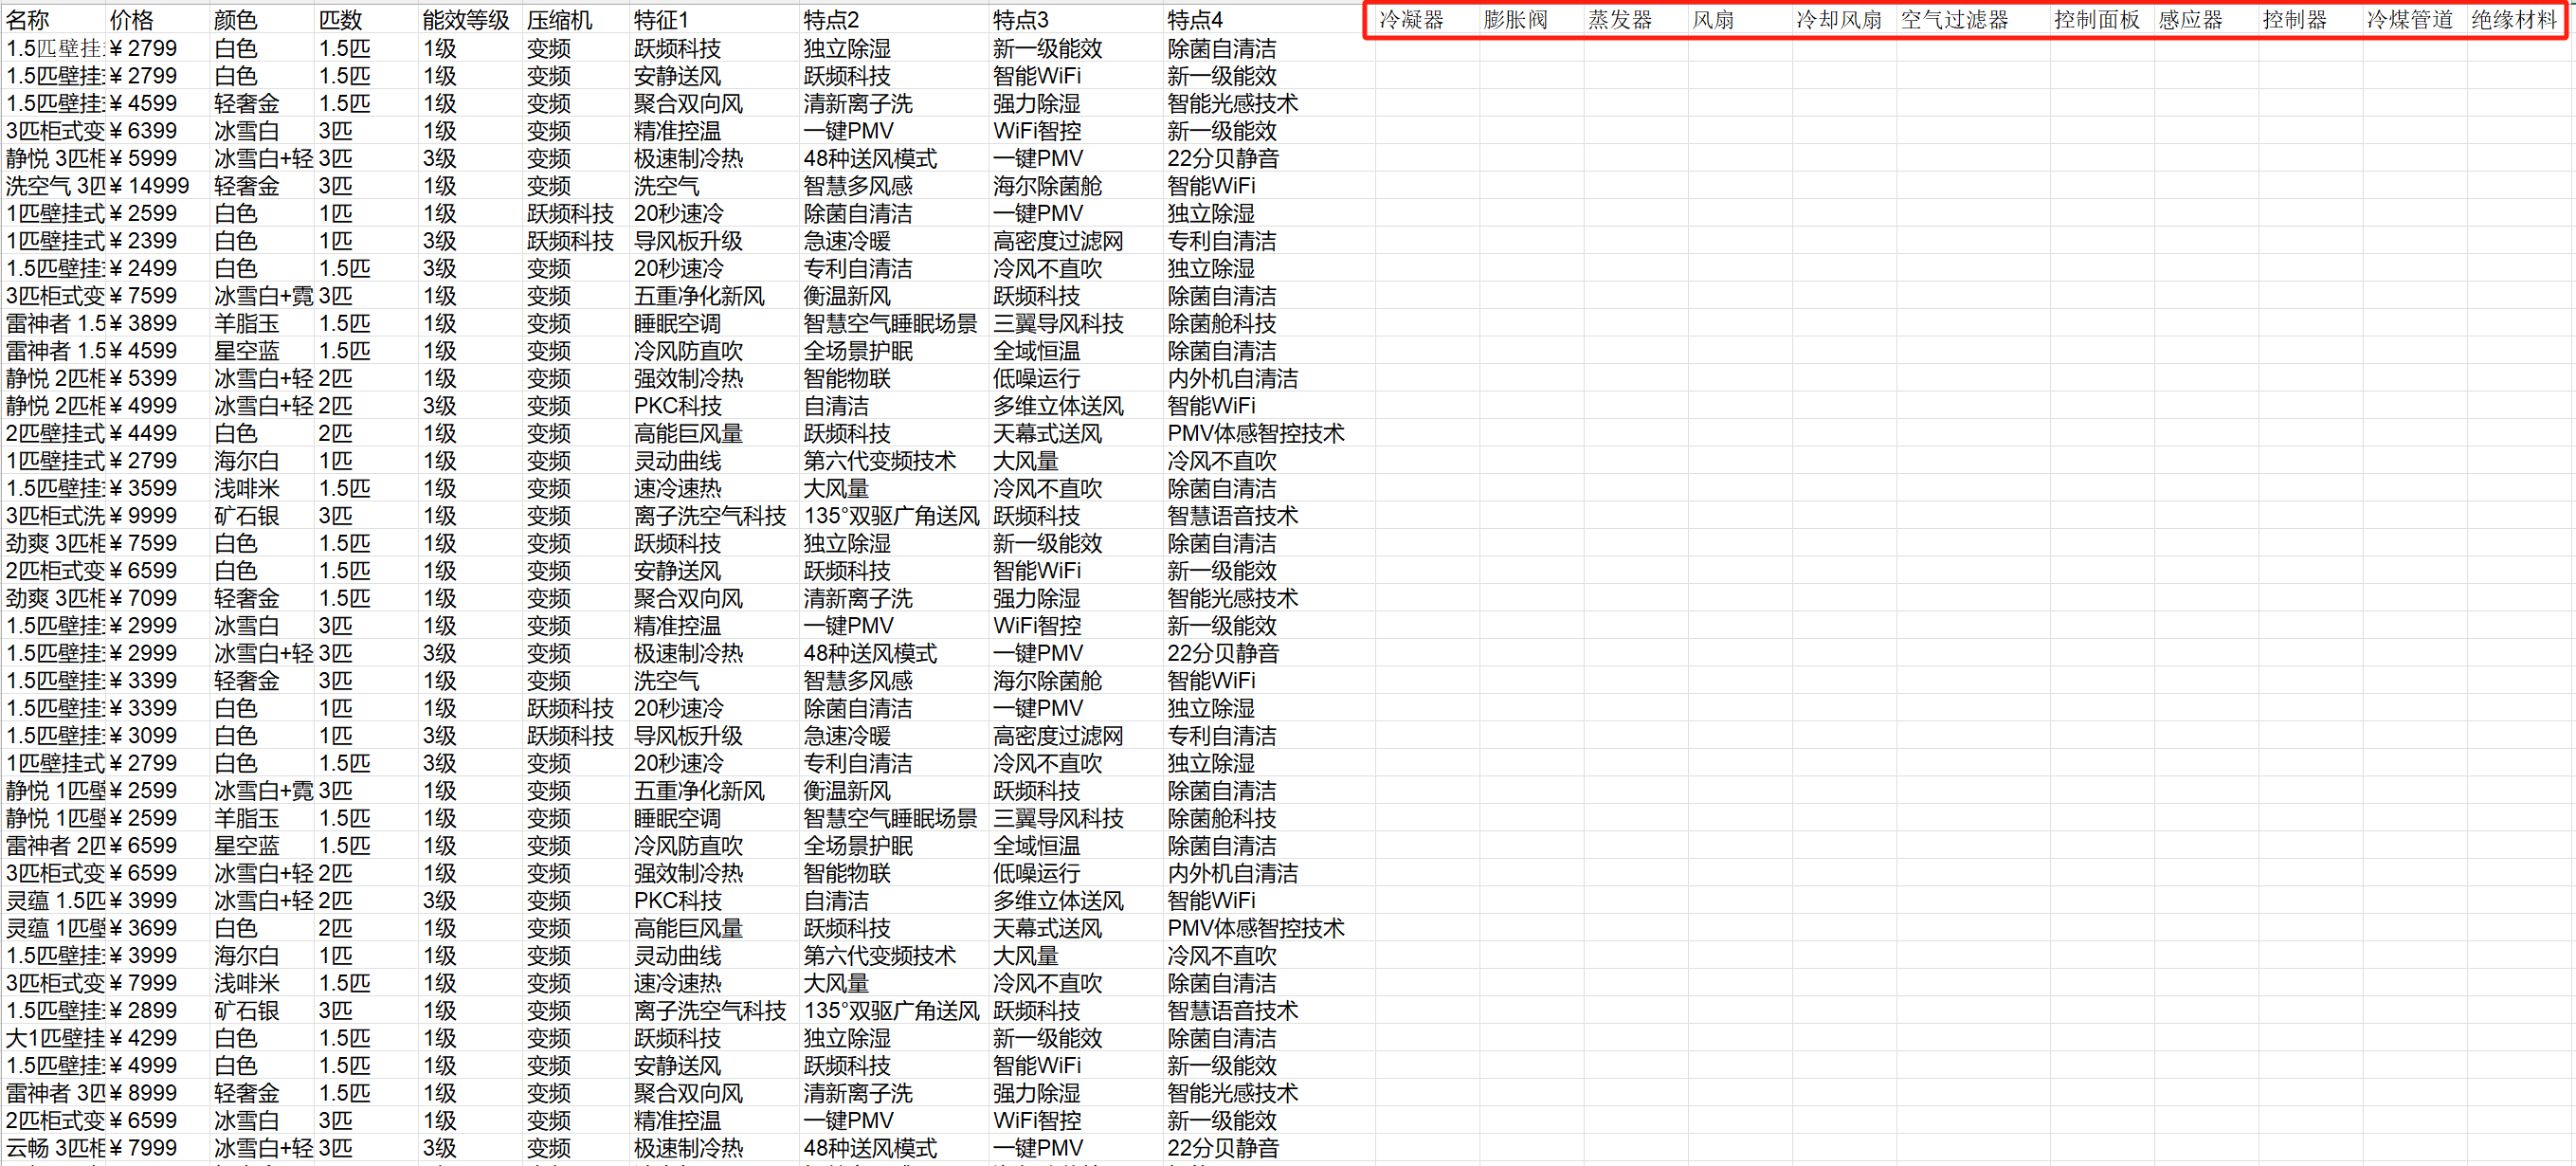 名称 价格 颜色 匹数 能效等级 压缩机 特征1 特点2 特点3 特点4 冷凝器 膨胀阀 蒸发器 风扇 冷却风扇 空气过滤器 控制面板 感应器 控制器 冷媒管道 绝缘材料
1.5匹壁挂 ¥ 2799 白色 1.5匹 1级 变频 跃频科技 独立除湿 新一级能效 除菌自清洁
1.5匹壁挂 ¥ 2799 白色 1.5匹 1级 变频 安静送风 跃频科技 智能WiFi 新一级能效
1.5匹壁挂 ¥ 4599 轻奢金 1.5匹 1级 变频 聚合双向风 清新离子洗 强力除湿 智能光感技术
3匹柜式变 ¥ 6399 冰雪白 3匹 1级 变频 精准控温 一键PMV WiFi智控 新一级能效
静悦 3匹柜 ¥ 5999 冰雪白+轻 3匹 3级 变频 极速制冷热 48种送风模式 一键PMV 22分贝静音
洗空气 3匹 ¥ 14999 轻奢金 3匹 1级 变频 洗空气 智慧多风感 海尔除菌舱 智能WiFi
1匹壁挂式 ¥ 2599 白色 1匹 1级 跃频科技 20秒速冷 除菌自清洁 一键PMV 独立除湿
1匹壁挂式 ¥ 2399 白色 1匹 3级 跃频科技 导风板升级 急速冷暖 高密度过滤网 专利自清洁
1.5匹壁挂 ¥ 2499 白色 1.5匹 3级 变频 20秒速冷 专利自清洁 冷风不直吹 独立除湿
3匹柜式变 ¥ 7599 冰雪白+霓 3匹 1级 变频 五重净化新风 衡温新风 跃频科技 除菌自清洁
雷神者 1.5 ¥ 3899 羊脂玉 1.5匹 1级 变频 睡眠空调 智慧空气睡眠场景 三翼导风科技 除菌舱科技
雷神者 1.5 ¥ 4599 星空蓝 1.5匹 1级 变频 冷风防直吹 全场景护眠 全域恒温 除菌自清洁
静悦 2匹柜 ¥ 5399 冰雪白+轻 2匹 1级 变频 强效制冷热 智能物联 低噪运行 内外机自清洁
静悦 2匹柜 ¥ 4999 冰雪白+轻 2匹 3级 变频 PKC科技 自清洁 多维立体送风 智能WiFi
2匹壁挂式 ¥ 4499 白色 2匹 1级 变频 高能巨风量 跃频科技 天幕式送风 PMV体感智控技术
1匹壁挂式 ¥ 2799 海尔白 1匹 1级 变频 灵动曲线 第六代变频技术 大风量 冷风不直吹
1.5匹壁挂 ¥ 3599 浅啡米 1.5匹 1级 变频 速冷速热 大风量 冷风不直吹 除菌自清洁
3匹柜式洗 ¥ 9999 矿石银 3匹 1级 变频 离子洗空气科技 135°双驱广角送风 跃频科技 智慧语音技术
劲爽 3匹柜 ¥ 7599 白色 1.5匹 1级 变频 跃频科技 独立除湿 新一级能效 除菌自清洁
2匹柜式变 ¥ 6599 白色 1.5匹 1级 变频 安静送风 跃频科技 智能WiFi 新一级能效
劲爽 3匹柜 ¥ 7099 轻奢金 1.5匹 1级 变频 聚合双向风 清新离子洗 强力除湿 智能光感技术
1.5匹壁挂 ¥ 2999 冰雪白 3匹 1级 变频 精准控温 一键PMV WiFi智控 新一级能效
1.5匹壁挂 ¥ 2999 冰雪白+轻 3匹 3级 变频 极速制冷热 48种送风模式 一键PMV 22分贝静音
1.5匹壁挂 ¥ 3399 轻奢金 3匹 1级 变频 洗空气 智慧多风感 海尔除菌舱 智能WiFi
1.5匹壁挂 ¥ 3399 白色 1匹 1级 跃频科技 20秒速冷 除菌自清洁 一键PMV 独立除湿
1.5匹壁挂 ¥ 3099 白色 1匹 3级 跃频科技 导风板升级 急速冷暖 高密度过滤网 专利自清洁
1匹壁挂式 ¥ 2799 白色 1.5匹 3级 变频 20秒速冷 专利自清洁 冷风不直吹 独立除湿
静悦 1匹壁 ¥ 2599 冰雪白+霓 3匹 1级 变频 五重净化新风 衡温新风 跃频科技 除菌自清洁
静悦 1匹壁 ¥ 2599 羊脂玉 1.5匹 1级 变频 睡眠空调 智慧空气睡眠场景 三翼导风科技 除菌舱科技
雷神者 2匹 ¥ 6599 星空蓝 1.5匹 1级 变频 冷风防直吹 全场景护眠 全域恒温 除菌自清洁
3匹柜式变 ¥ 6599 冰雪白+轻 2匹 1级 变频 强效制冷热 智能物联 低噪运行 内外机自清洁
灵蕴 1.5匹 ¥ 3999 冰雪白+轻 2匹 3级 变频 PKC科技 自清洁 多维立体送风 智能WiFi
灵蕴 1匹壁 ¥ 3699 白色 2匹 1级 变频 高能巨风量 跃频科技 天幕式送风 PMV体感智控技术
1.5匹壁挂 ¥ 3999 海尔白 1匹 1级 变频 灵动曲线 第六代变频技术 大风量 冷风不直吹
3匹柜式变 ¥ 7999 浅啡米 1.5匹 1级 变频 速冷速热 大风量 冷风不直吹 除菌自清洁
1.5匹壁挂 ¥ 2899 矿石银 3匹 1级 变频 离子洗空气科技 135°双驱广角送风 跃频科技 智慧语音技术
大1匹壁挂 ¥ 4299 白色 1.5匹 1级 变频 跃频科技 独立除湿 新一级能效 除菌自清洁
1.5匹壁挂 ¥ 4999 白色 1.5匹 1级 变频 安静送风 跃频科技 智能WiFi 新一级能效
雷神者 3匹 ¥ 8999 轻奢金 1.5匹 1级 变频 聚合双向风 清新离子洗 强力除湿 智能光感技术
2匹柜式变 ¥ 6599 冰雪白 3匹 1级 变频 精准控温 一键PMV WiFi智控 新一级能效
云畅 3匹柜 ¥ 7999 冰雪白+轻 3匹 3级 变频 极速制冷热 48种送风模式 一键PMV 22分贝静音